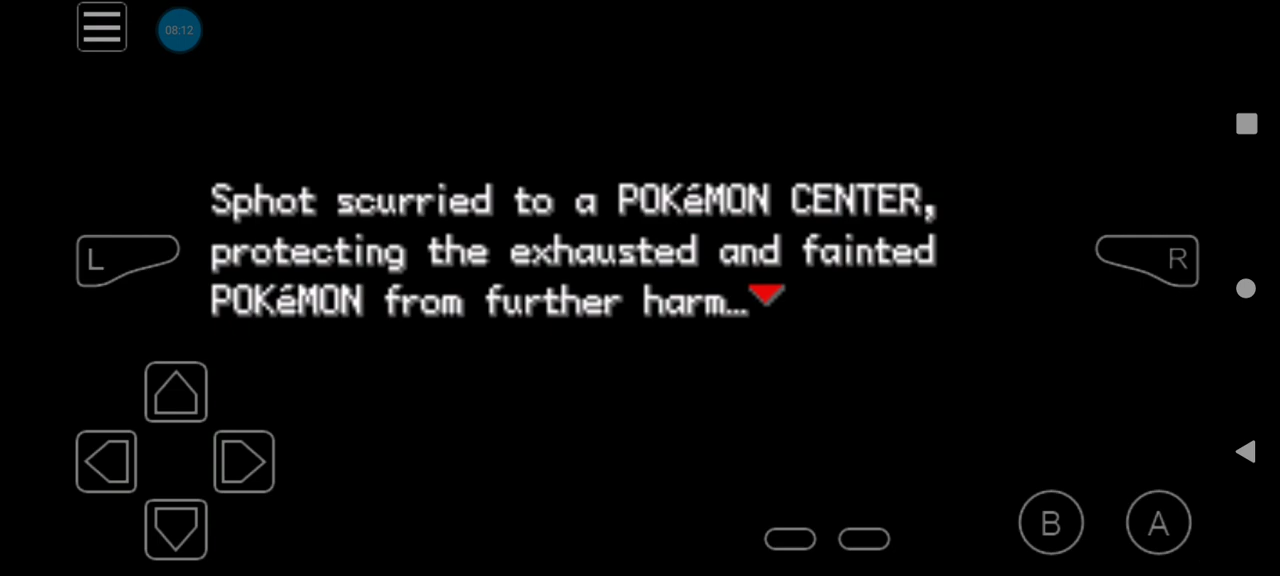 08:12
Sphot scurried to a POKéMON CENTER,
protecting the exhausted and fainted
POKéMON from further harm…
L
R
B
A